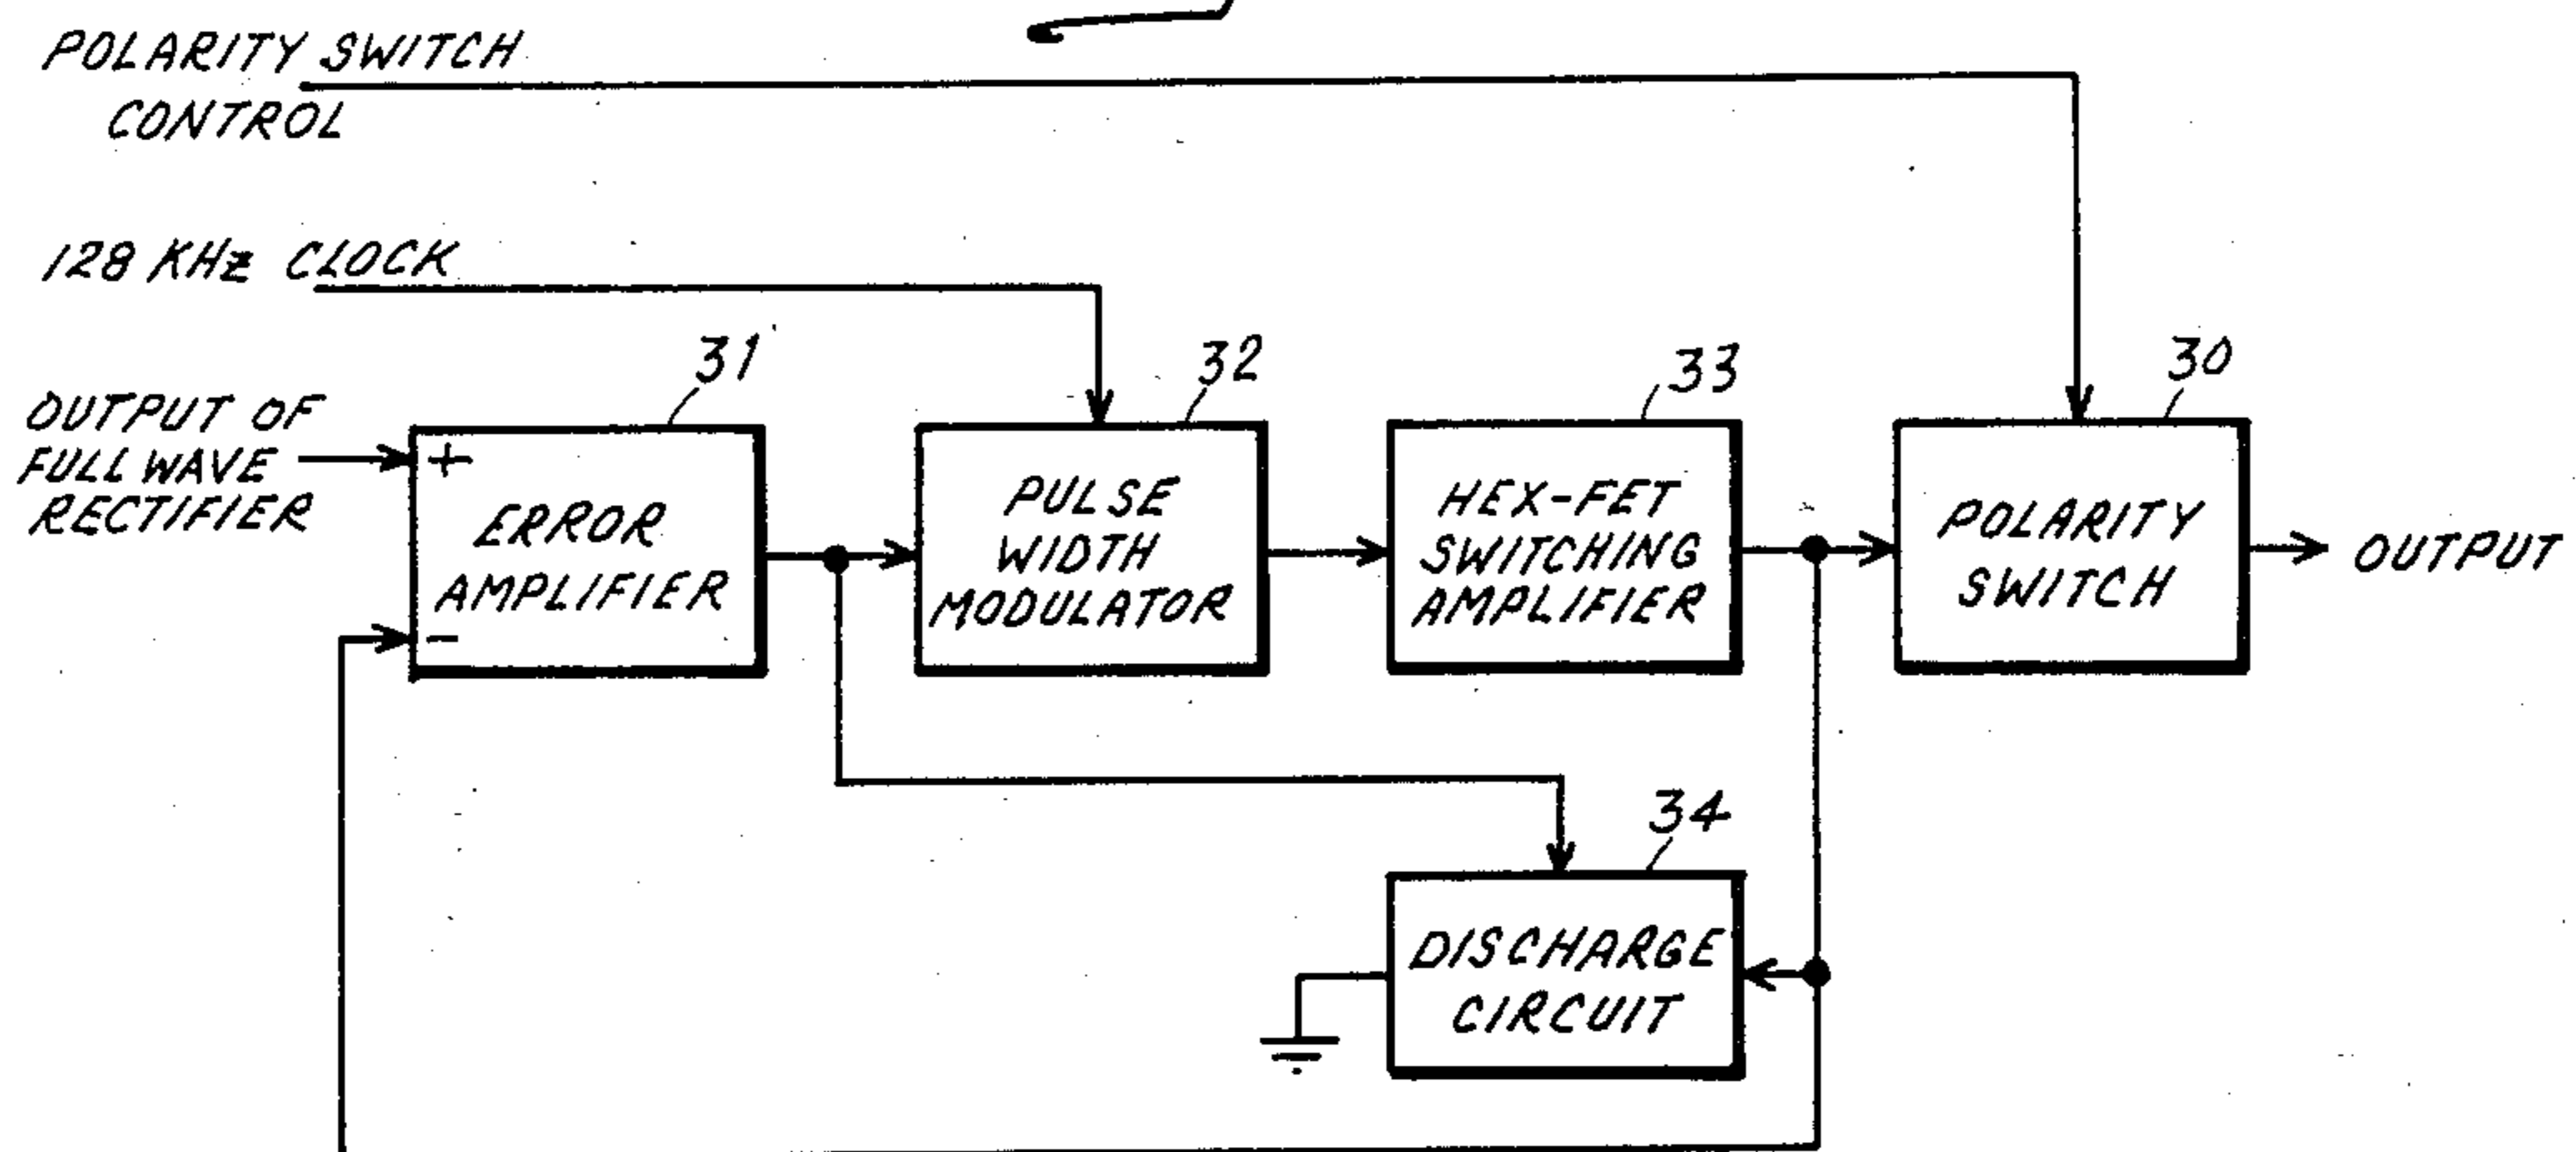 POLARITY SWITCH
CONTROL
128 KHz CLOCK
31
32
33
30
OUTPUT OF
FULL WAVE
RECTIFIER
+
-
ERROR
AMPLIFIER
PULSE
WIDTH
MODULATOR
HEX-FET
SWITCHING
AMPLIFIER
POLARITY
SWITCH
OUTPUT
34
DISCHARGE
CIRCUIT